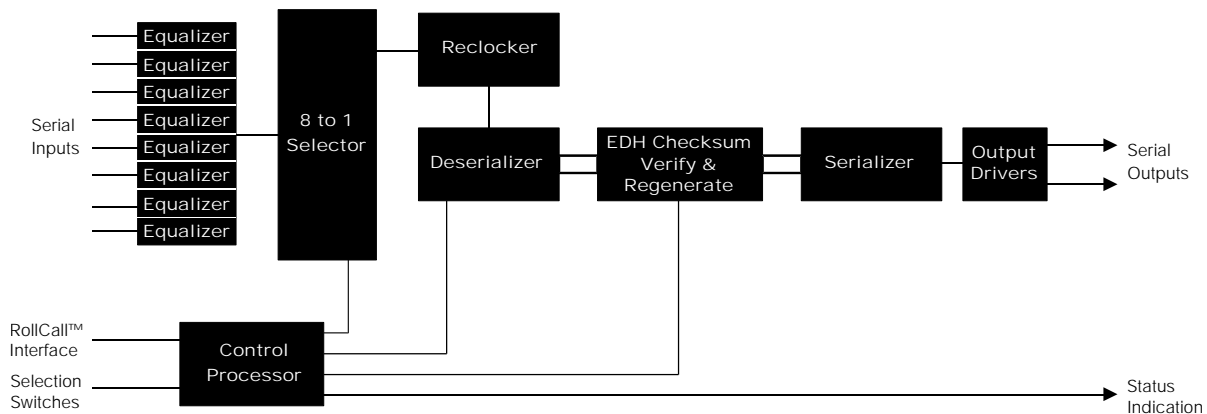 Serial
Inputs
Equalizer
Equalizer
Equalizer
Equalizer
Equalizer
Equalizer
Equalizer
Equalizer
8 to 1
Selector
Reclocker
Deserializer
EDH Checksum
Verify &
Regenerate
Serializer
Output
Drivers
Serial
Outputs
RollCall™
Interface
Selection
Switches
Control
Processor
Status
Indication